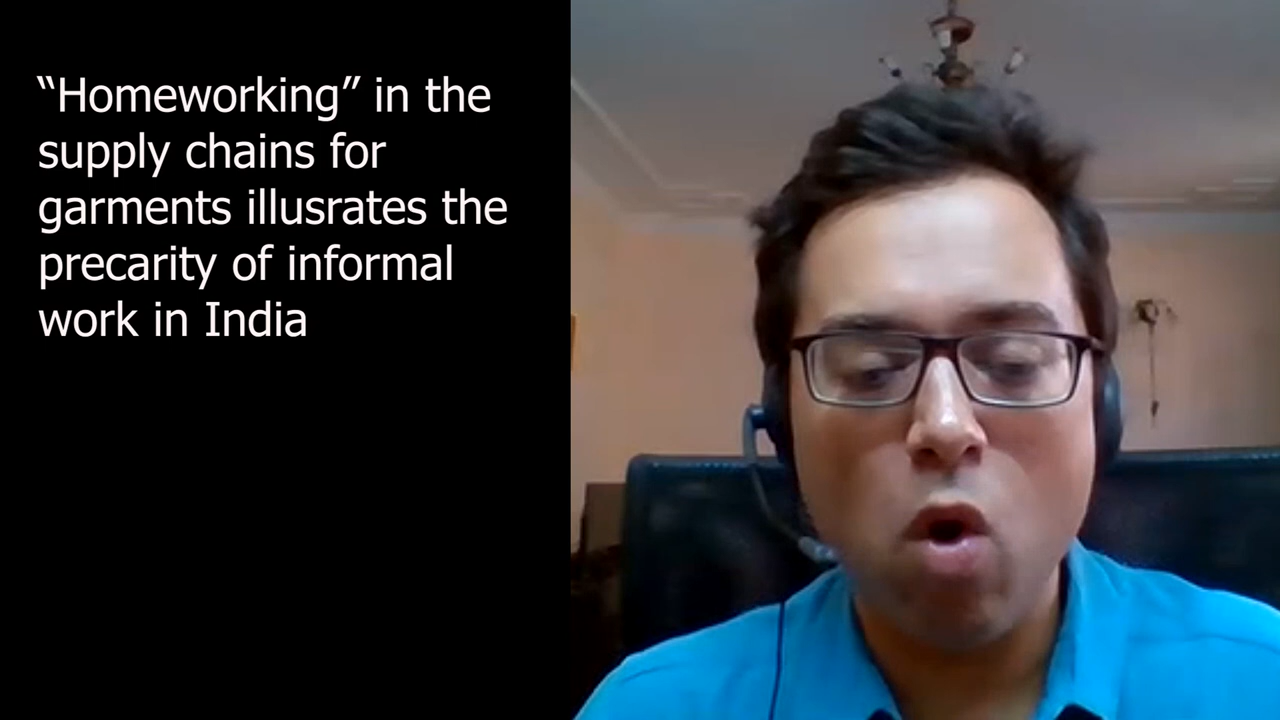 “Homeworking” in the
supply chains for
garments illusrates the
precarity of informal
work in India